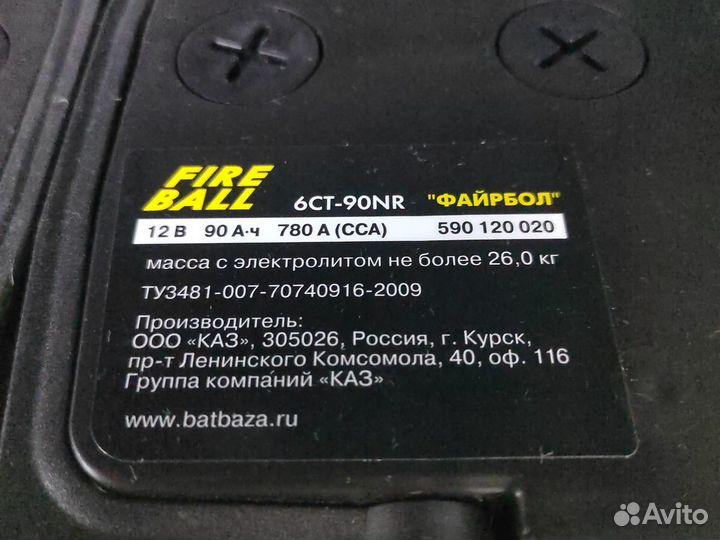 FIRE
BALL
6СТ-90NR "ФАЙРБОЛ"
12 В 90 А·ч 780 А (ССА) 590 120 020
масса с электролитом не более 26,0 кг
ТУ3481-007-70740916-2009
Производитель:
ООО «КАЗ», 305026, Россия, г. Курск,
пр-т Ленинского Комсомола, 40, оф. 116
Группа компаний «КАЗ»
www.batbaza.ru
Avito